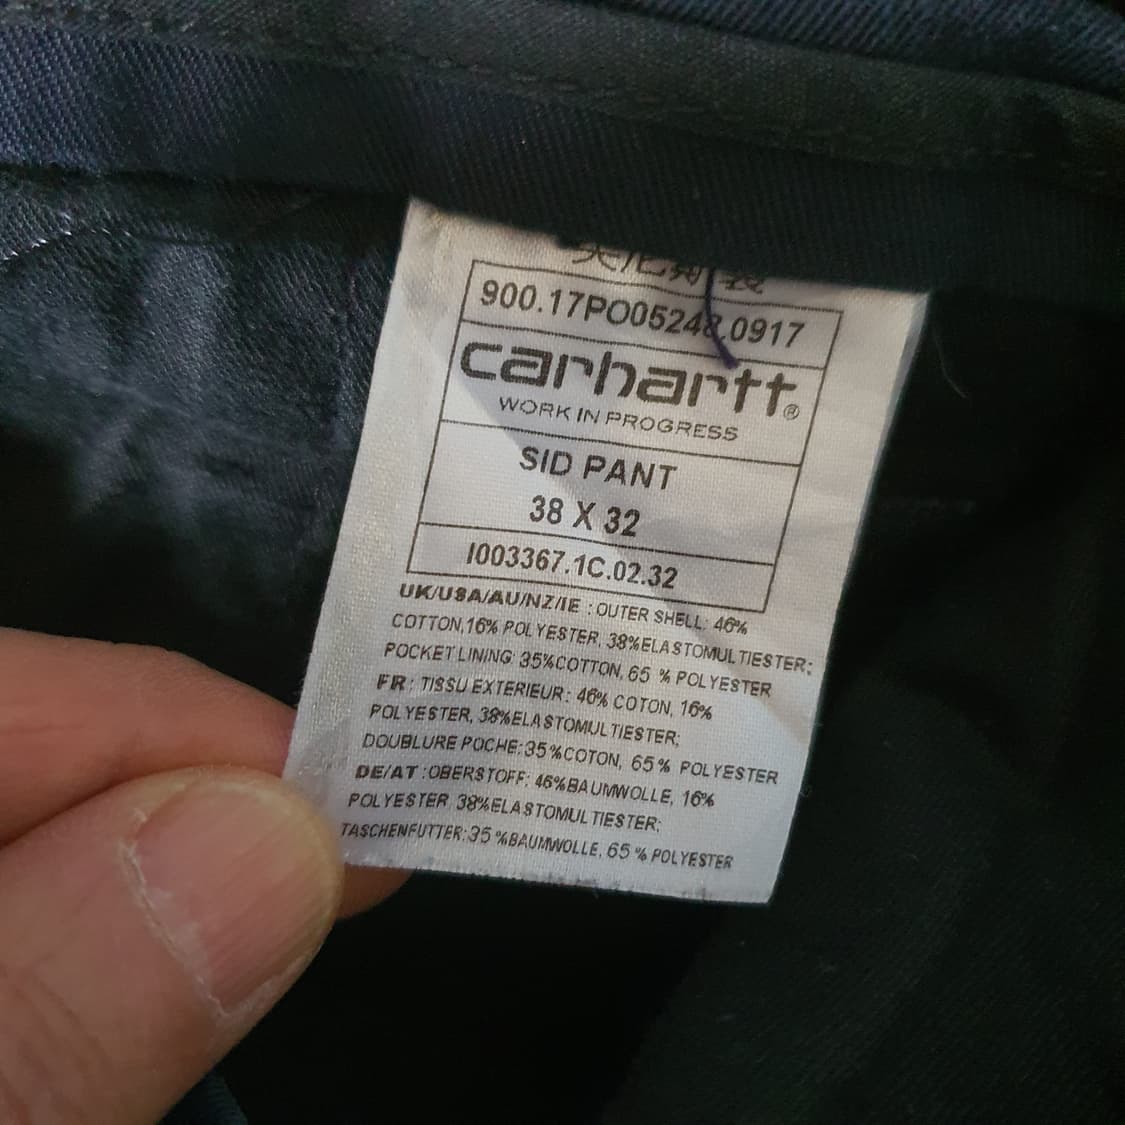 900.17PO05248.0917
carhartt®
WORK IN PROGRESS
SID PANT
38 X 32
I003367.1C.02.32
UK/USA/AU/NZ/IE : OUTER SHELL: 46%
COTTON,16% POLYESTER, 38%ELASTOMULTIESTER;
POCKET LINING: 35%COTTON, 65 % POLYESTER
FR: TISSU EXTERIEUR: 46% COTON, 16%
POLYESTER, 38%ELASTOMULTIESTER;
DOUBLURE POCHE:35%COTON, 65% POLYESTER
DE/AT :OBERSTOFF: 46%BAUMWOLLE, 16%
POLYESTER, 38%ELASTOMULTIESTER;
TASCHENFUTTER:35 %BAUMWOLLE, 65 % POLYESTER